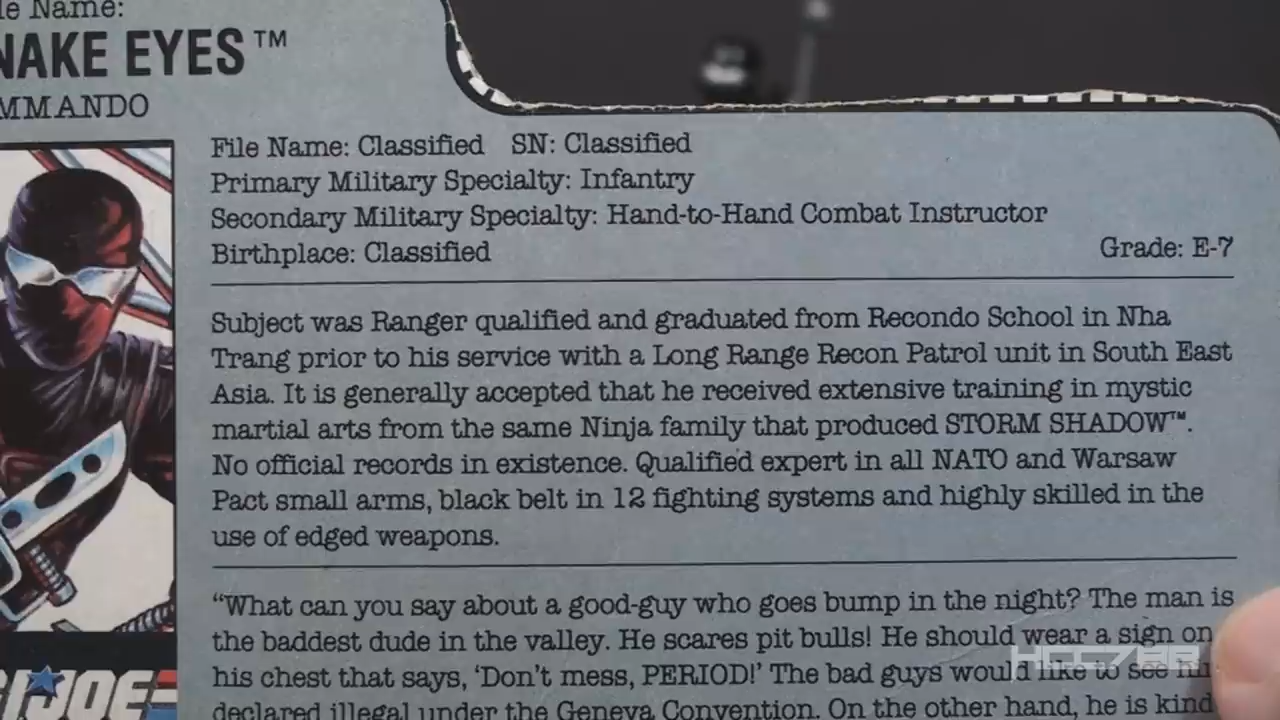 le Name:
NAKE EYES™
MMANDO
File Name: Classified SN: Classified
Primary Military Specialty: Infantry
Secondary Military Specialty: Hand-to-Hand Combat Instructor
Birthplace: Classified Grade: E-7
Subject was Ranger qualified and graduated from Recondo School in Nha
Trang prior to his service with a Long Range Recon Patrol unit in South East
Asia. It is generally accepted that he received extensive training in mystic
martial arts from the same Ninja family that produced STORM SHADOW™.
No official records in existence. Qualified expert in all NATO and Warsaw
Pact small arms, black belt in 12 fighting systems and highly skilled in the
use of edged weapons.
“What can you say about a good-guy who goes bump in the night? The man is
the baddest dude in the valley. He scares pit bulls! He should wear a sign on
his chest that says, ‘Don't mess, PERIOD!’ The bad guys would like to see hi
declared illegal under the Geneva Convention. On the other hand, he is kind
GI JOE
HCC788